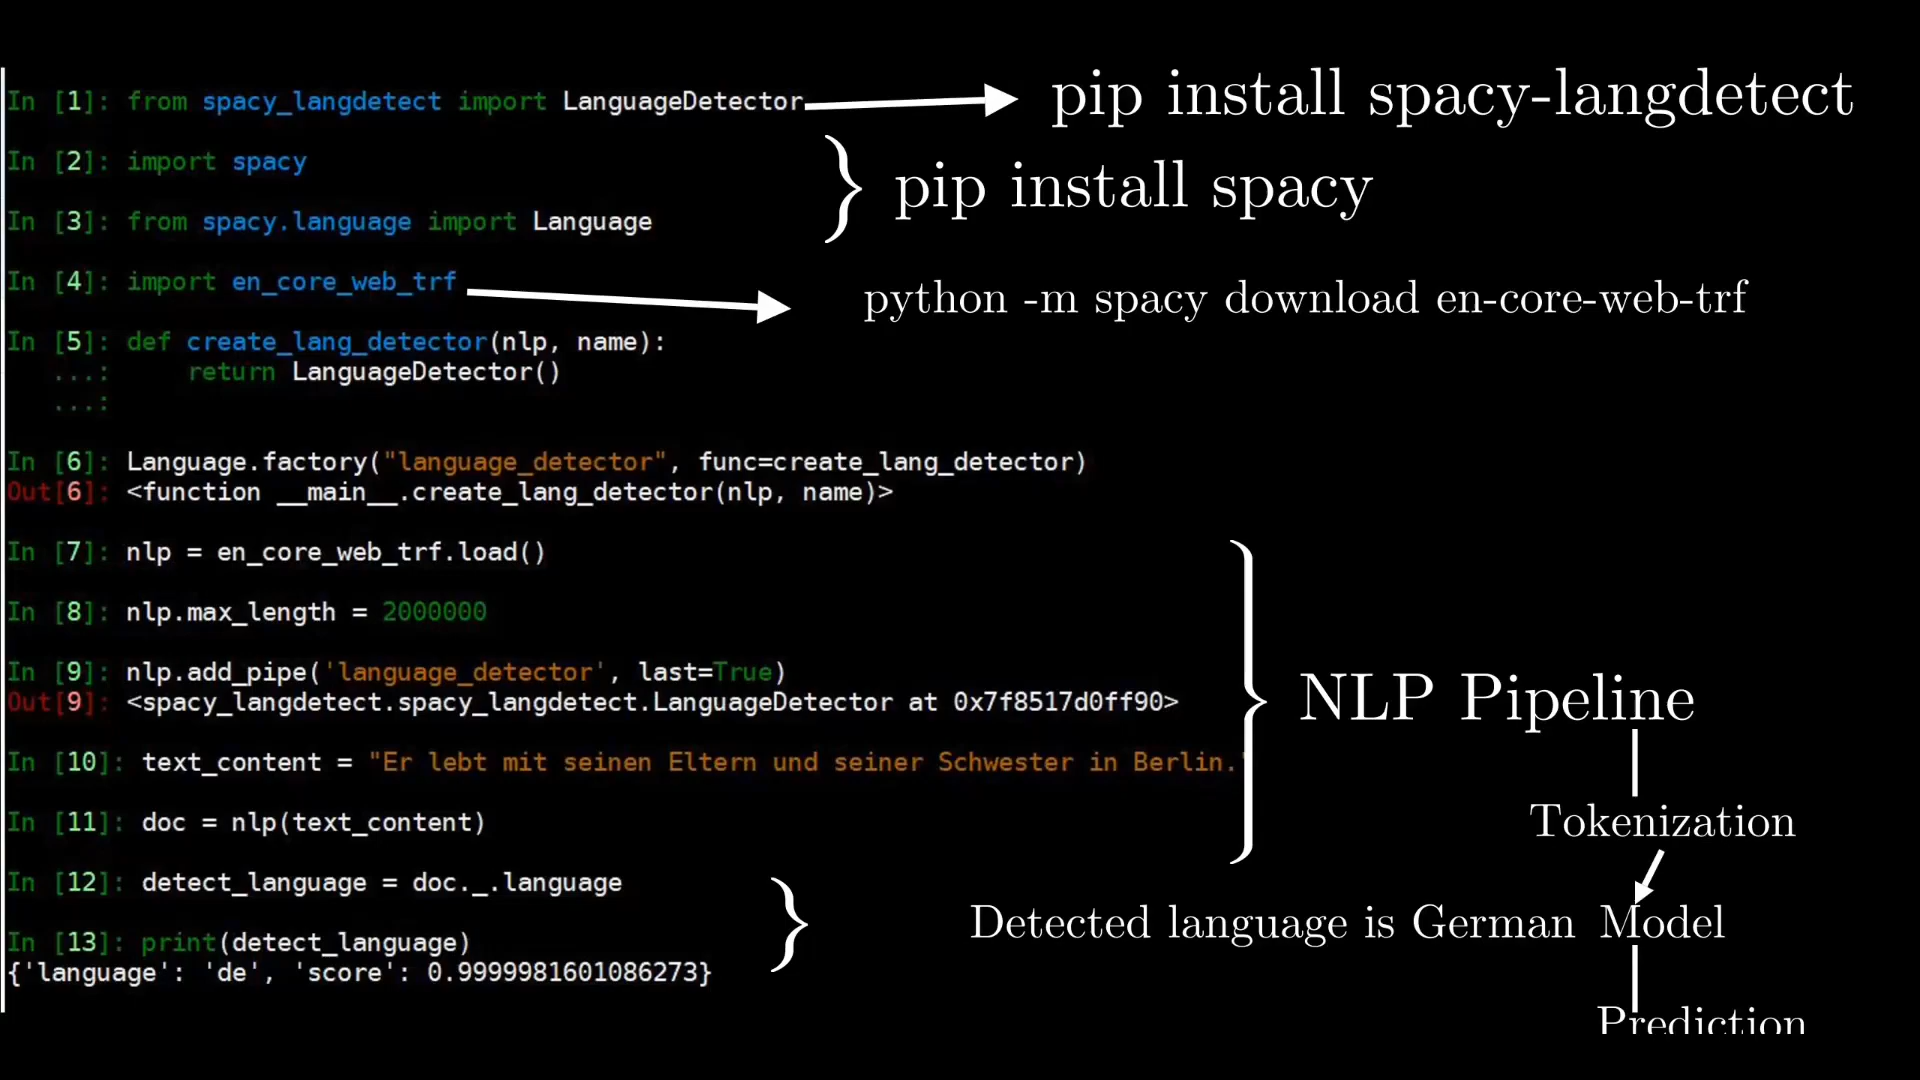 In [1]: from spacy_langdetect import LanguageDetector
pip install spacy-langdetect
In [2]: import spacy
pip install spacy
In [3]: from spacy.language import Language
In [4]: import en_core_web_trf
python -m spacy download en-core-web-trf
In [5]: def create_lang_detector(nlp, name):
...:     return LanguageDetector()
...:
In [6]: Language.factory("language_detector", func=create_lang_detector)
Out[6]: <function __main__.create_lang_detector(nlp, name)>
In [7]: nlp = en_core_web_trf.load()
In [8]: nlp.max_length = 2000000
In [9]: nlp.add_pipe('language_detector', last=True)
Out[9]: <spacy_langdetect.spacy_langdetect.LanguageDetector at 0x7f8517d0ff90>
NLP Pipeline
In [10]: text_content = "Er lebt mit seinen Eltern und seiner Schwester in Berlin."
In [11]: doc = nlp(text_content)
Tokenization
In [12]: detect_language = doc._.language
Detected language is German
Model
In [13]: print(detect_language)
{'language': 'de', 'score': 0.9999981601086273}
Prediction